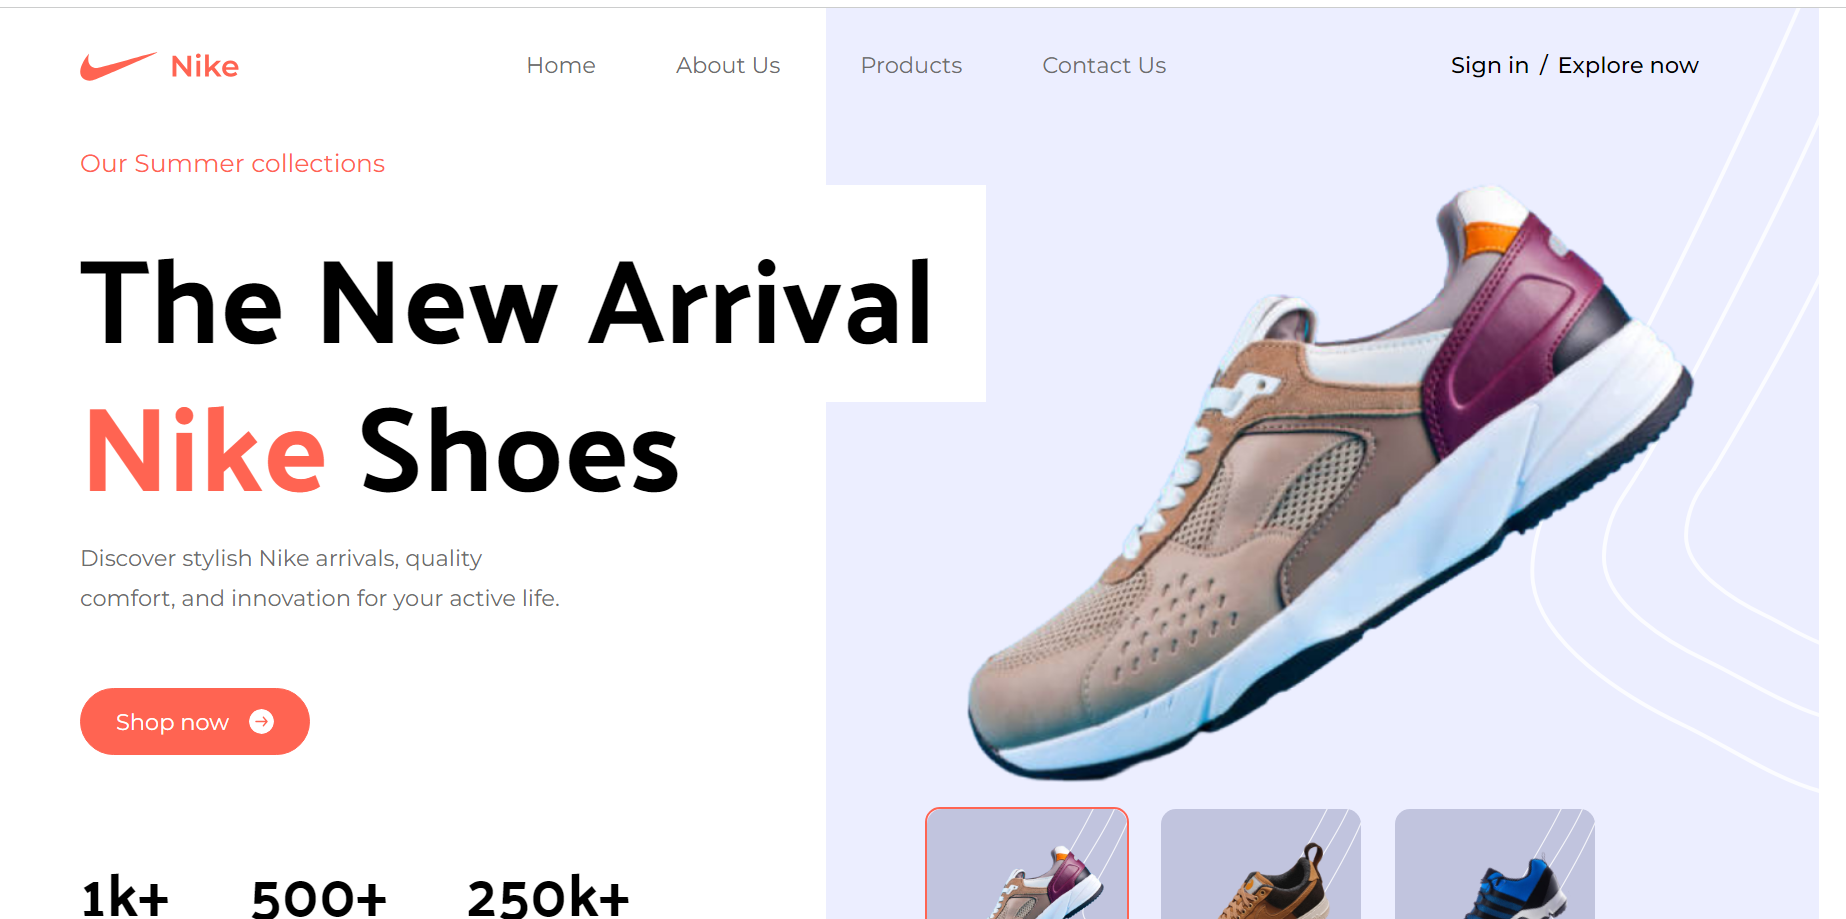 Nike
Home
About Us
Products
Contact Us
Sign in / Explore now
Our Summer collections
The New Arrival
Nike Shoes
Discover stylish Nike arrivals, quality
comfort, and innovation for your active life.
Shop now
1k+
500+
250k+